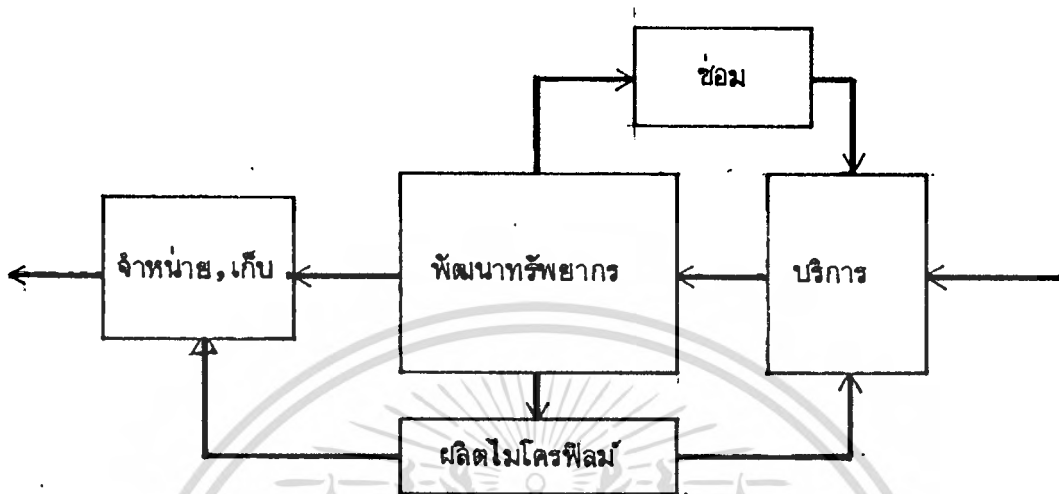 ซ่อม
จำหน่าย,เก็บ
พัฒนาทรัพยากร
บริการ
ผลิตไมโครฟิลม์